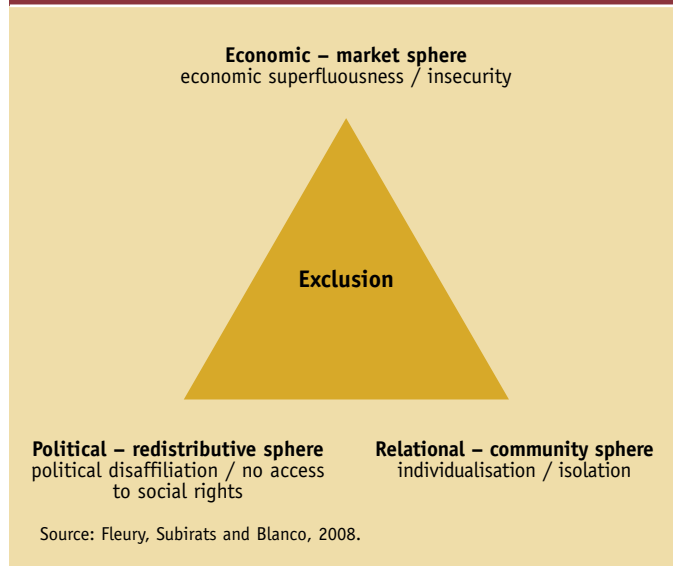 Economic – market sphere
economic superfluousness / insecurity
Exclusion
Political – redistributive sphere
political disaffiliation / no access
to social rights
Relational – community sphere
individualisation / isolation
Source: Fleury, Subirats and Blanco, 2008.